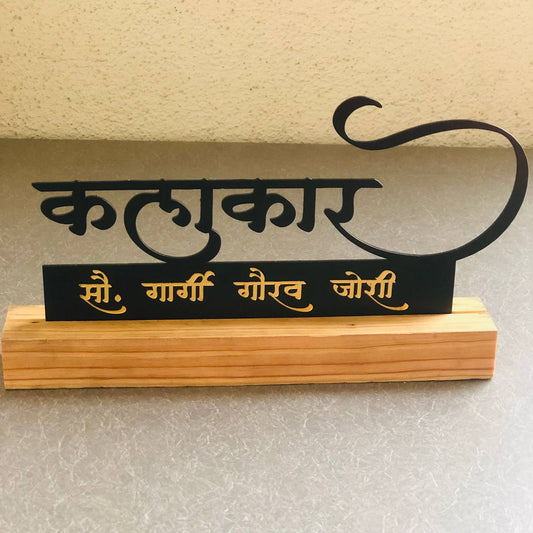 कलाकार
सौ. गार्गी गौरव जोशी